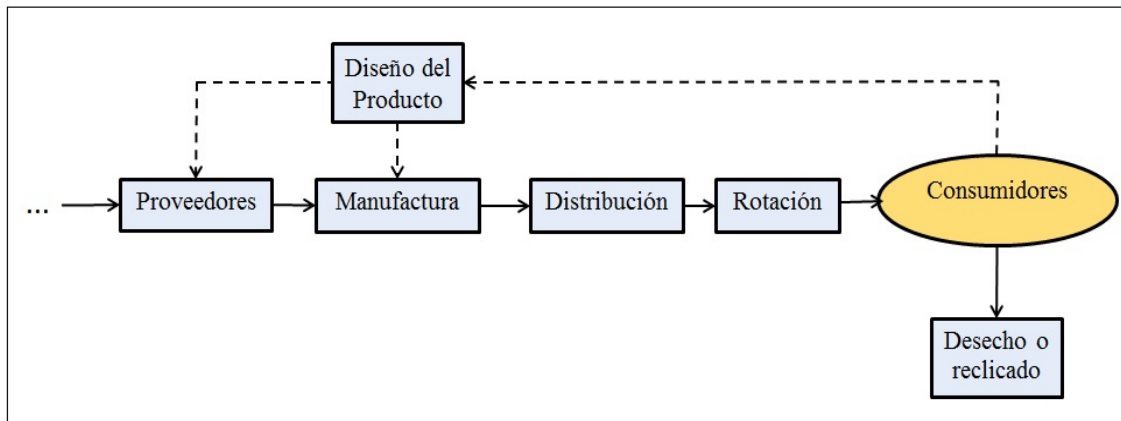 Diseño del
Producto
...
Proveedores
Manufactura
Distribución
Rotación
Consumidores
Desecho o
reclicado